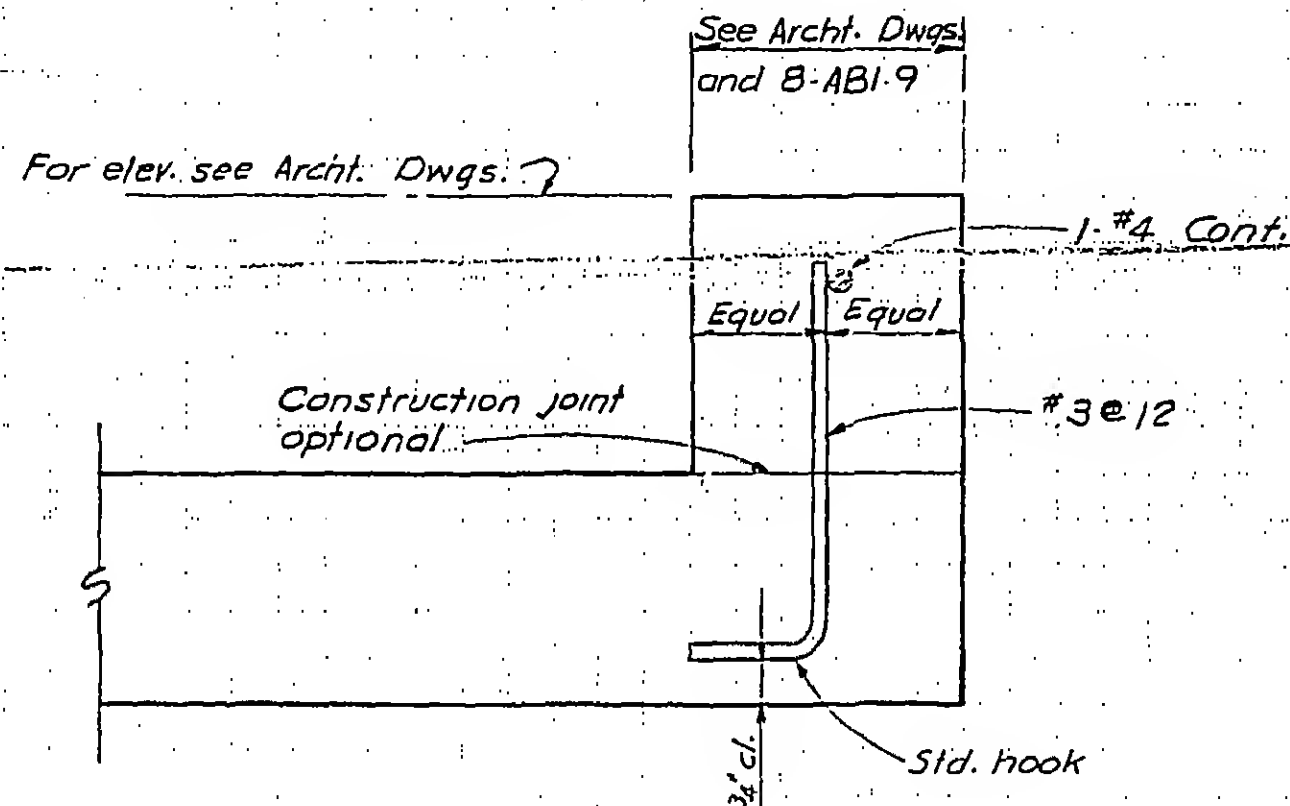 See Archt. Dwgs.
and 8-AB1-9
For elev. see Archt. Dwgs.
1-#4 Cont.
Equal
Equal
Construction joint
optional
#3@12
3/4" cl.
Std. hook